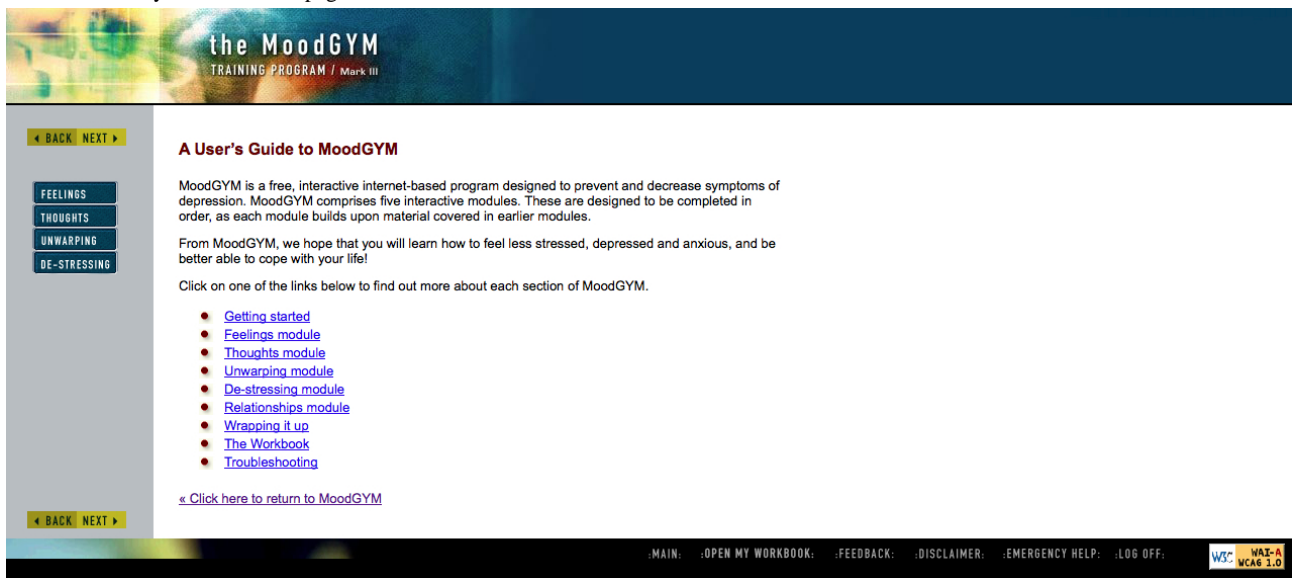 the MoodGYM
TRAINING PROGRAM / Mark III
BACK NEXT
FEELINGS
THOUGHTS
UNWARPING
DE-STRESSING
A User's Guide to MoodGYM
MoodGYM is a free, interactive internet-based program designed to prevent and decrease symptoms of
depression. MoodGYM comprises five interactive modules. These are designed to be completed in
order, as each module builds upon material covered in earlier modules.
From MoodGYM, we hope that you will learn how to feel less stressed, depressed and anxious, and be
better able to cope with your life!
Click on one of the links below to find out more about each section of MoodGYM.
Getting started
Feelings module
Thoughts module
Unwarping module
De-stressing module
Relationships module
Wrapping it up
The Workbook
Troubleshooting
« Click here to return to MoodGYM
BACK NEXT
:MAIN: :OPEN MY WORKBOOK: :FEEDBACK: :DISCLAIMER: :EMERGENCY HELP: :LOG OFF:
W3C WAI-A
WCAG 1.0